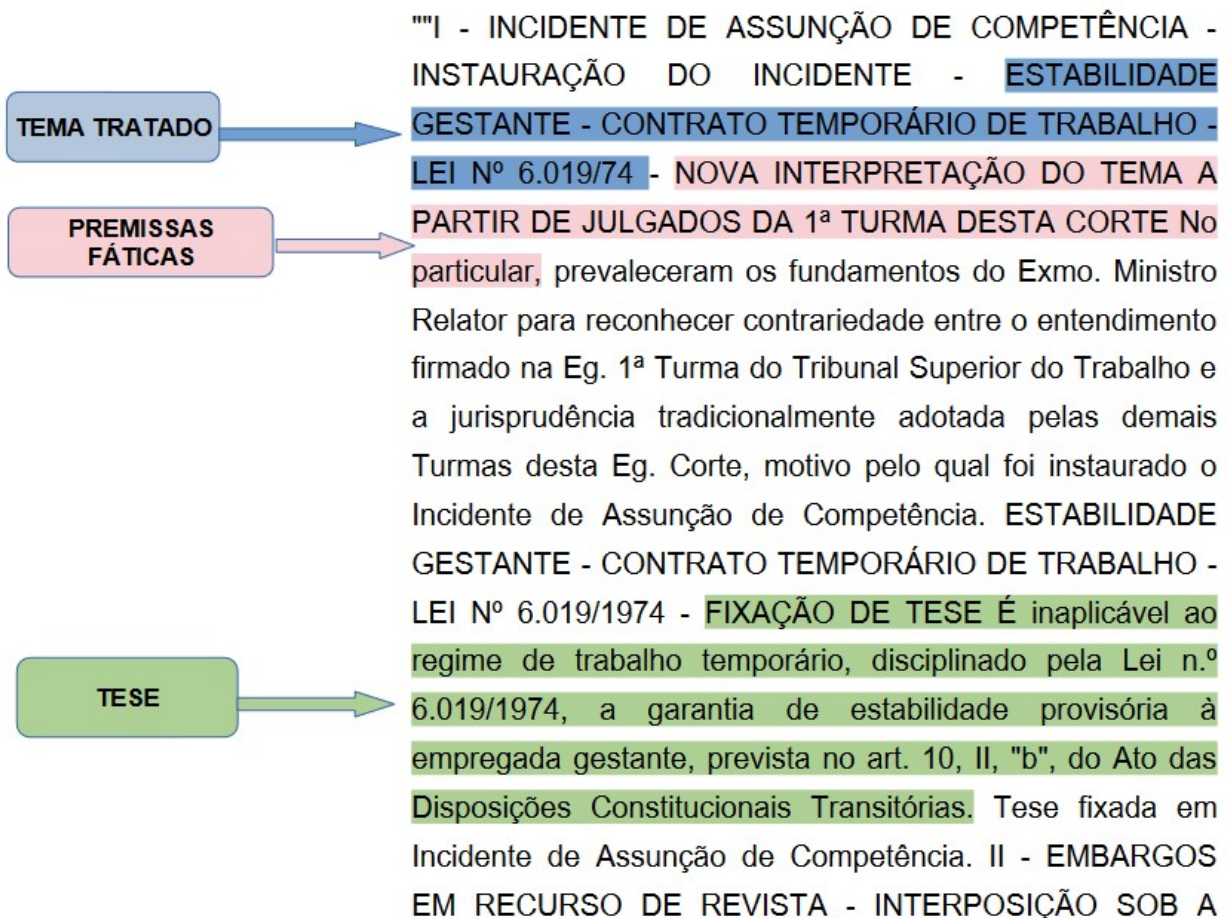 ""I - INCIDENTE DE ASSUNÇÃO DE COMPETÊNCIA -
INSTAURAÇÃO DO INCIDENTE - ESTABILIDADE
TEMA TRATADO
GESTANTE - CONTRATO TEMPORÁRIO DE TRABALHO -
LEI Nº 6.019/74 - NOVA INTERPRETAÇÃO DO TEMA A
PREMISSAS
FÁTICAS
PARTIR DE JULGADOS DA 1ª TURMA DESTA CORTE No
particular, prevaleceram os fundamentos do Exmo. Ministro
Relator para reconhecer contrariedade entre o entendimento
firmado na Eg. 1ª Turma do Tribunal Superior do Trabalho e
a jurisprudência tradicionalmente adotada pelas demais
Turmas desta Eg. Corte, motivo pelo qual foi instaurado o
Incidente de Assunção de Competência. ESTABILIDADE
GESTANTE - CONTRATO TEMPORÁRIO DE TRABALHO -
LEI Nº 6.019/1974 - FIXAÇÃO DE TESE É inaplicável ao
regime de trabalho temporário, disciplinado pela Lei n.º
TESE
6.019/1974, a garantia de estabilidade provisória à
empregada gestante, prevista no art. 10, II, "b", do Ato das
Disposições Constitucionais Transitórias. Tese fixada em
Incidente de Assunção de Competência. II - EMBARGOS
EM RECURSO DE REVISTA - INTERPOSIÇÃO SOB A